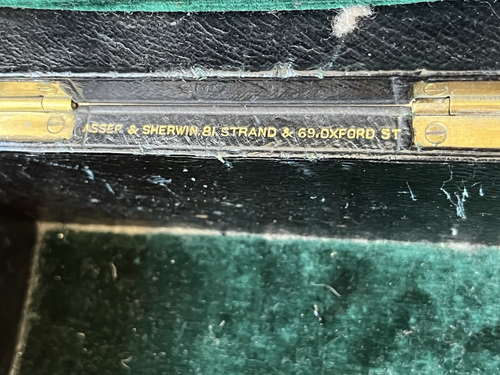 ASSER & SHERWIN. 81, STRAND & 69, OXFORD. ST